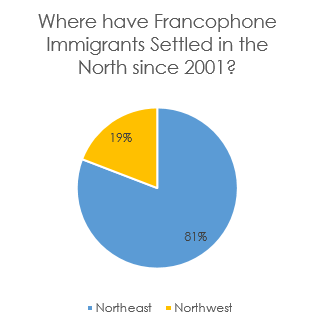 Where have Francophone
Immigrants Settled in the
North since 2001?
19%
81%
Northeast Northwest